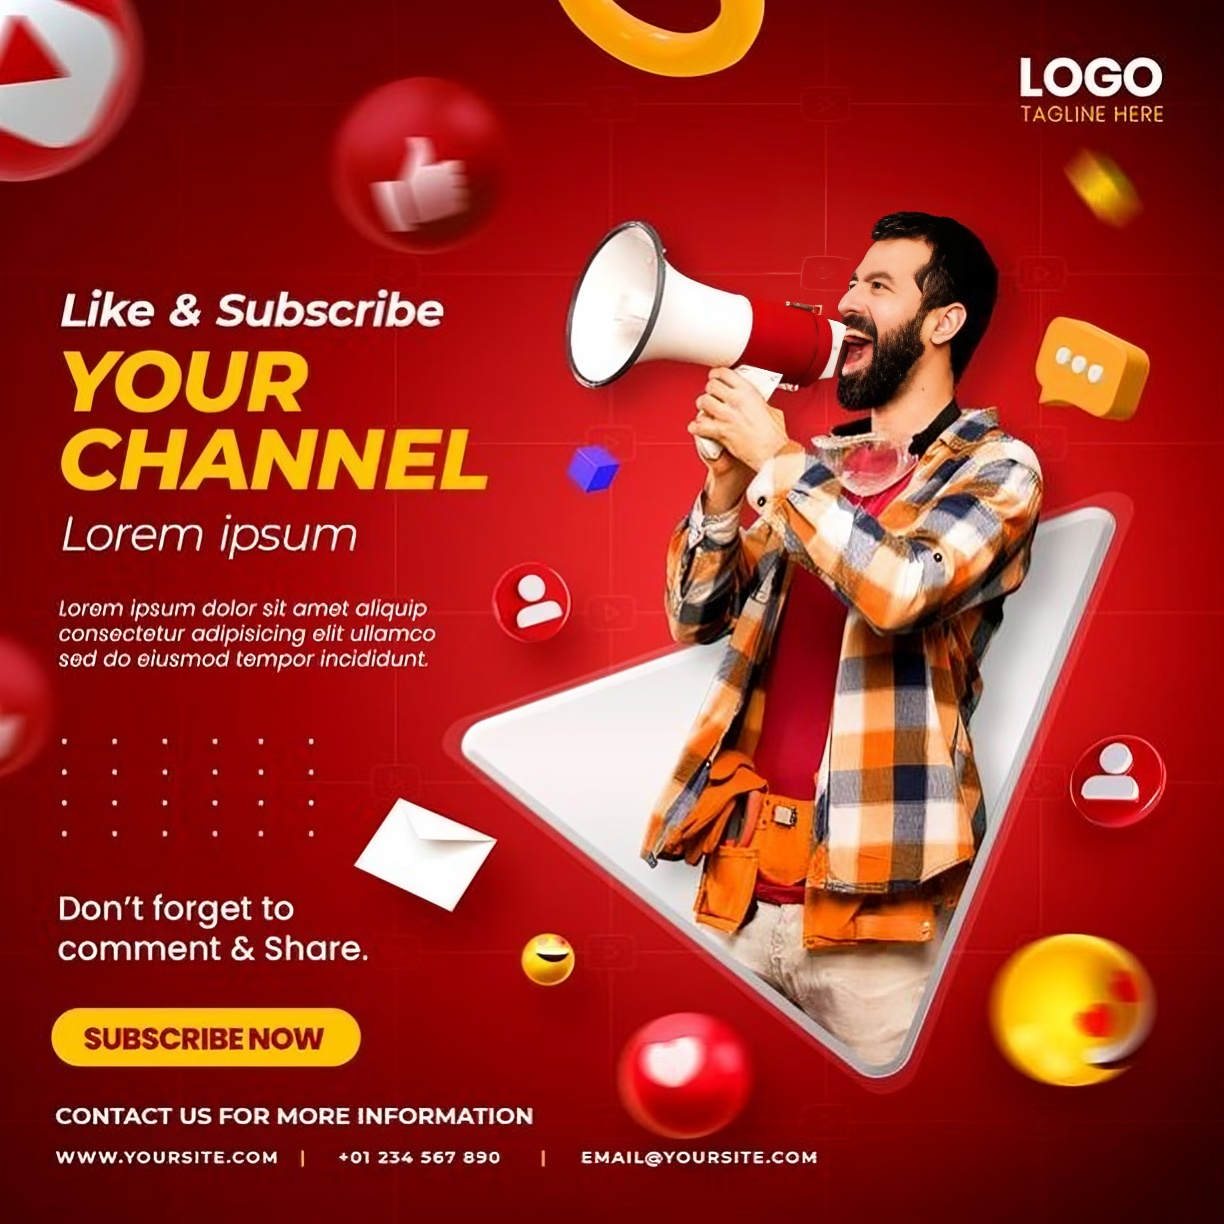 LOGO
TAGLINE HERE
Like & Subscribe
YOUR
CHANNEL
Lorem ipsum
Lorem ipsum dolor sit amet aliquip
consectetur adipisicing elit ullamco
sed do eiusmod tempor incididunt.
Don't forget to
comment & Share.
SUBSCRIBE NOW
CONTACT US FOR MORE INFORMATION
WWW.YOURSITE.COM | +01 234 567 890 | EMAIL@YOURSITE.COM